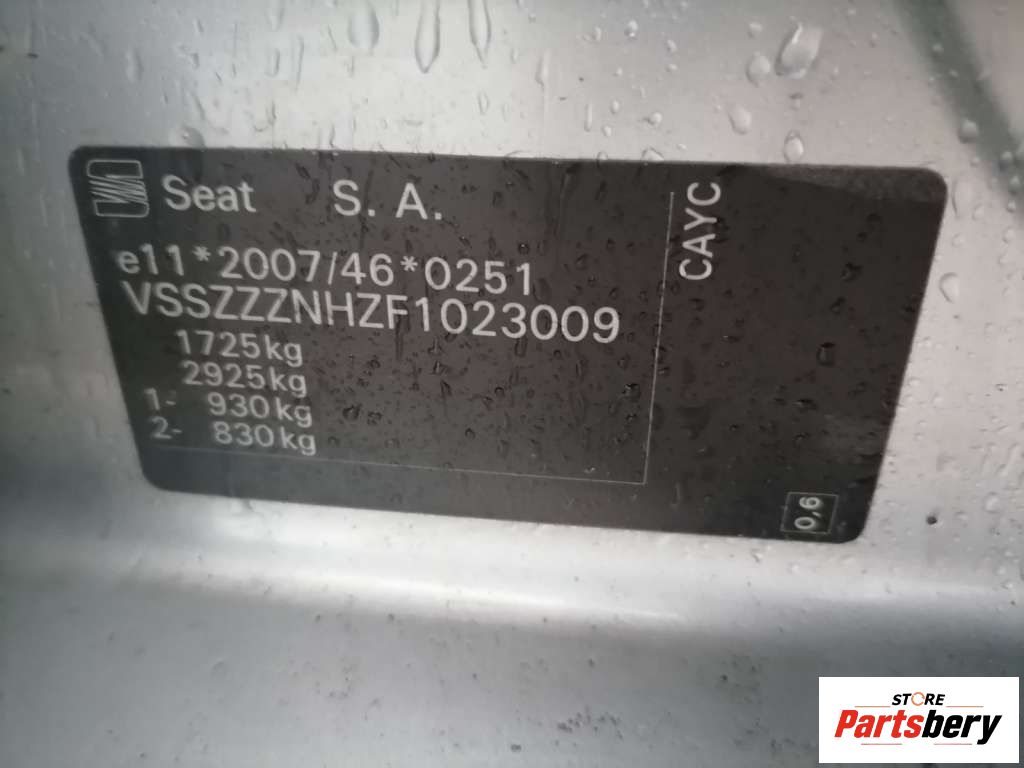 Seat S. A.
e11*2007/46*0251
VSSZZZNHZF1023009
1725kg
2925kg
1- 930kg
2- 830kg
CAYC
0,6
STORE
Partsbery